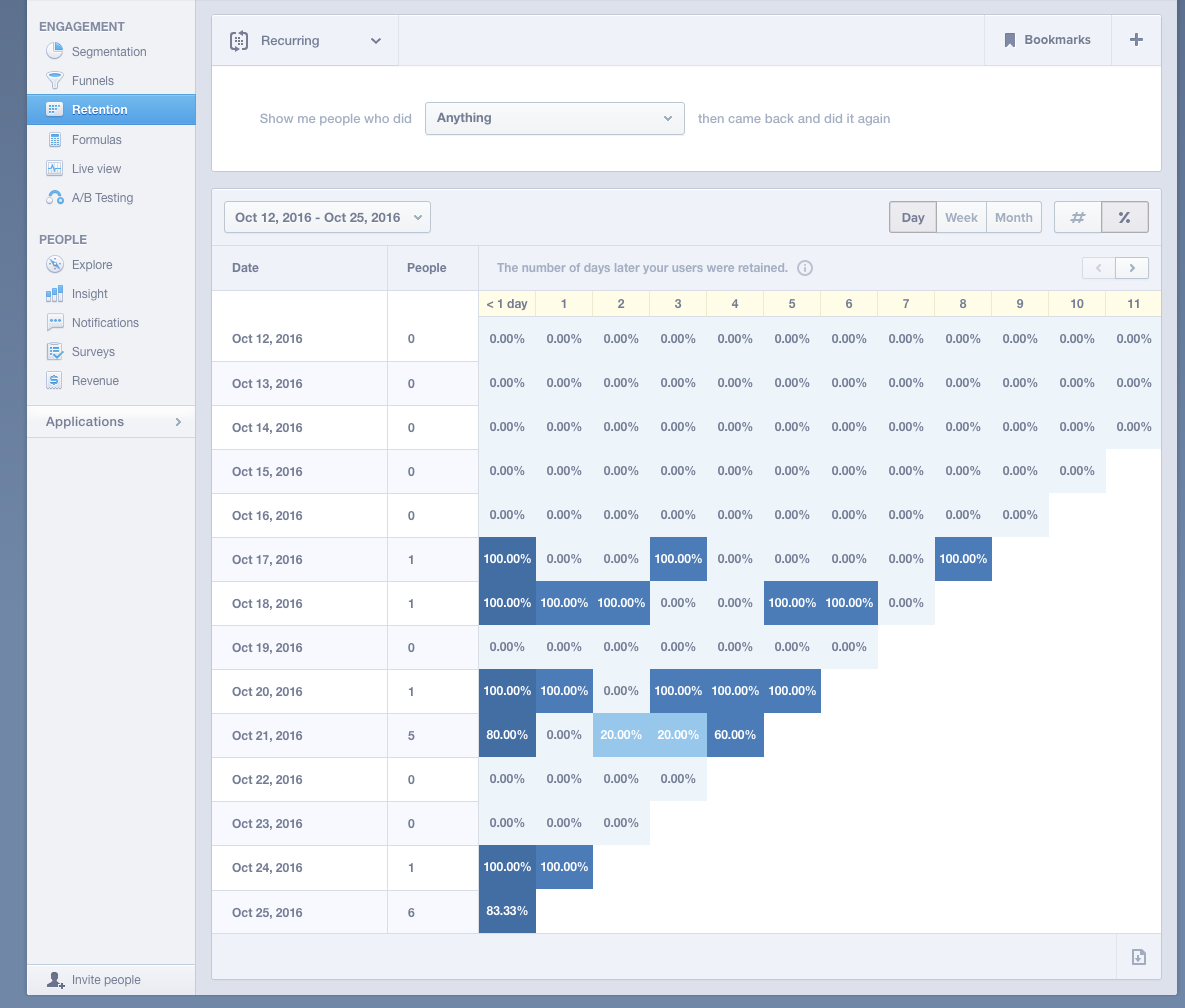 ENGAGEMENT
Segmentation
Funnels
Retention
Formulas
Live view
A/B Testing
PEOPLE
Explore
Insight
Notifications
Surveys
Revenue
Applications
Invite people
Recurring
Bookmarks
+
Show me people who did Anything then came back and did it again
Oct 12, 2016 - Oct 25, 2016 Day Week Month # %
Date People The number of days later your users were retained.
< 1 day 1 2 3 4 5 6 7 8 9 10 11
Oct 12, 2016 0 0.00% 0.00% 0.00% 0.00% 0.00% 0.00% 0.00% 0.00% 0.00% 0.00% 0.00% 0.00%
Oct 13, 2016 0 0.00% 0.00% 0.00% 0.00% 0.00% 0.00% 0.00% 0.00% 0.00% 0.00% 0.00% 0.00%
Oct 14, 2016 0 0.00% 0.00% 0.00% 0.00% 0.00% 0.00% 0.00% 0.00% 0.00% 0.00% 0.00% 0.00%
Oct 15, 2016 0 0.00% 0.00% 0.00% 0.00% 0.00% 0.00% 0.00% 0.00% 0.00% 0.00% 0.00%
Oct 16, 2016 0 0.00% 0.00% 0.00% 0.00% 0.00% 0.00% 0.00% 0.00% 0.00% 0.00%
Oct 17, 2016 1 100.00% 0.00% 0.00% 100.00% 0.00% 0.00% 0.00% 0.00% 100.00%
Oct 18, 2016 1 100.00% 100.00% 100.00% 0.00% 0.00% 100.00% 100.00% 0.00%
Oct 19, 2016 0 0.00% 0.00% 0.00% 0.00% 0.00% 0.00% 0.00%
Oct 20, 2016 1 100.00% 100.00% 0.00% 100.00% 100.00% 100.00%
Oct 21, 2016 5 80.00% 0.00% 20.00% 20.00% 60.00%
Oct 22, 2016 0 0.00% 0.00% 0.00% 0.00%
Oct 23, 2016 0 0.00% 0.00% 0.00%
Oct 24, 2016 1 100.00% 100.00%
Oct 25, 2016 6 83.33%